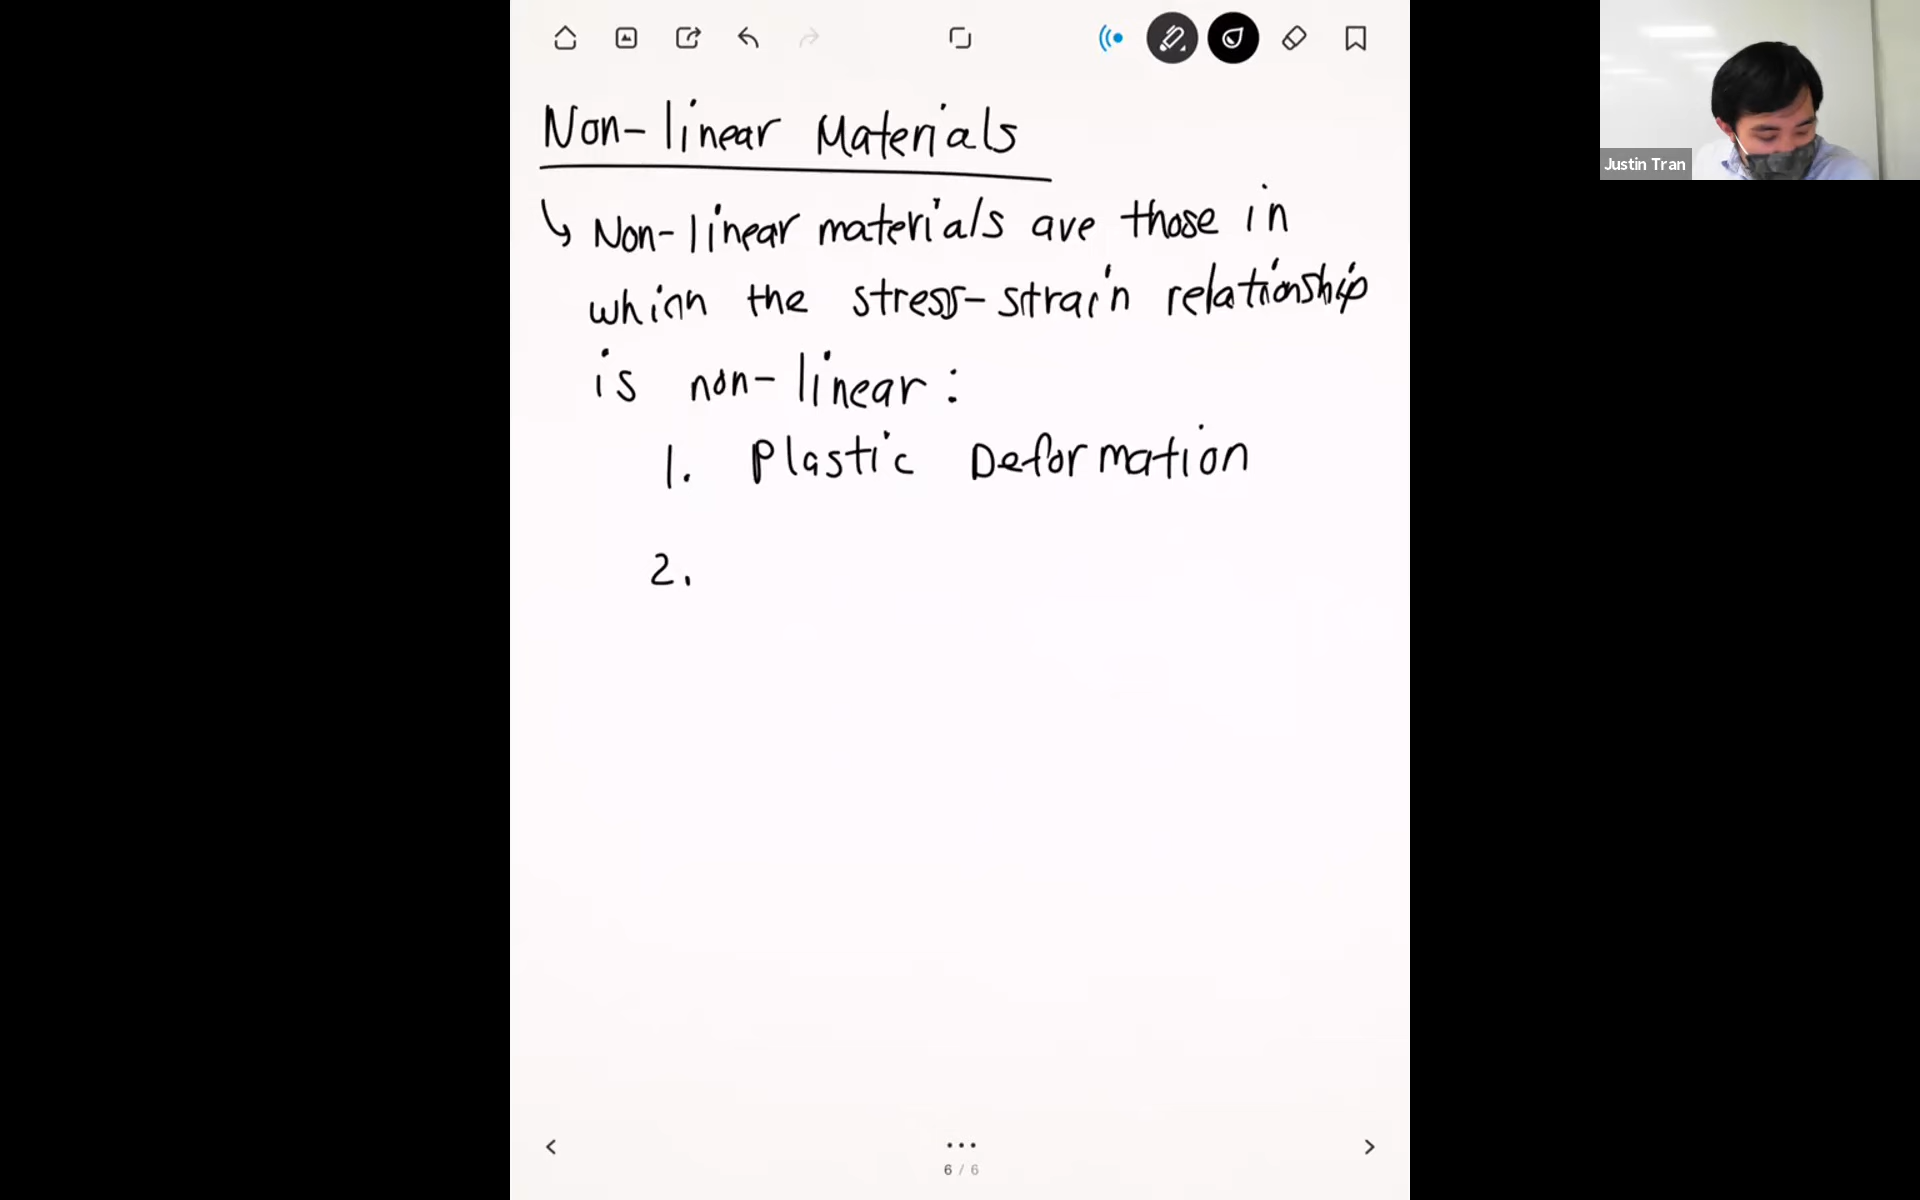 Non-linear Materials
Non-linear materials are those in
which the stress-strain relationship
is non-linear:
1. Plastic Deformation
2.
6 / 6
Justin Tran